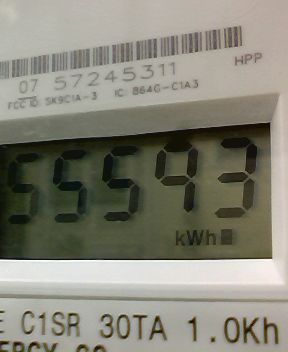 07 57245311
HPP
FCC ID: SK9C1A-3 IC: 864G-C1A3
55593
kWh
E C1SR 30TA 1.0Kh